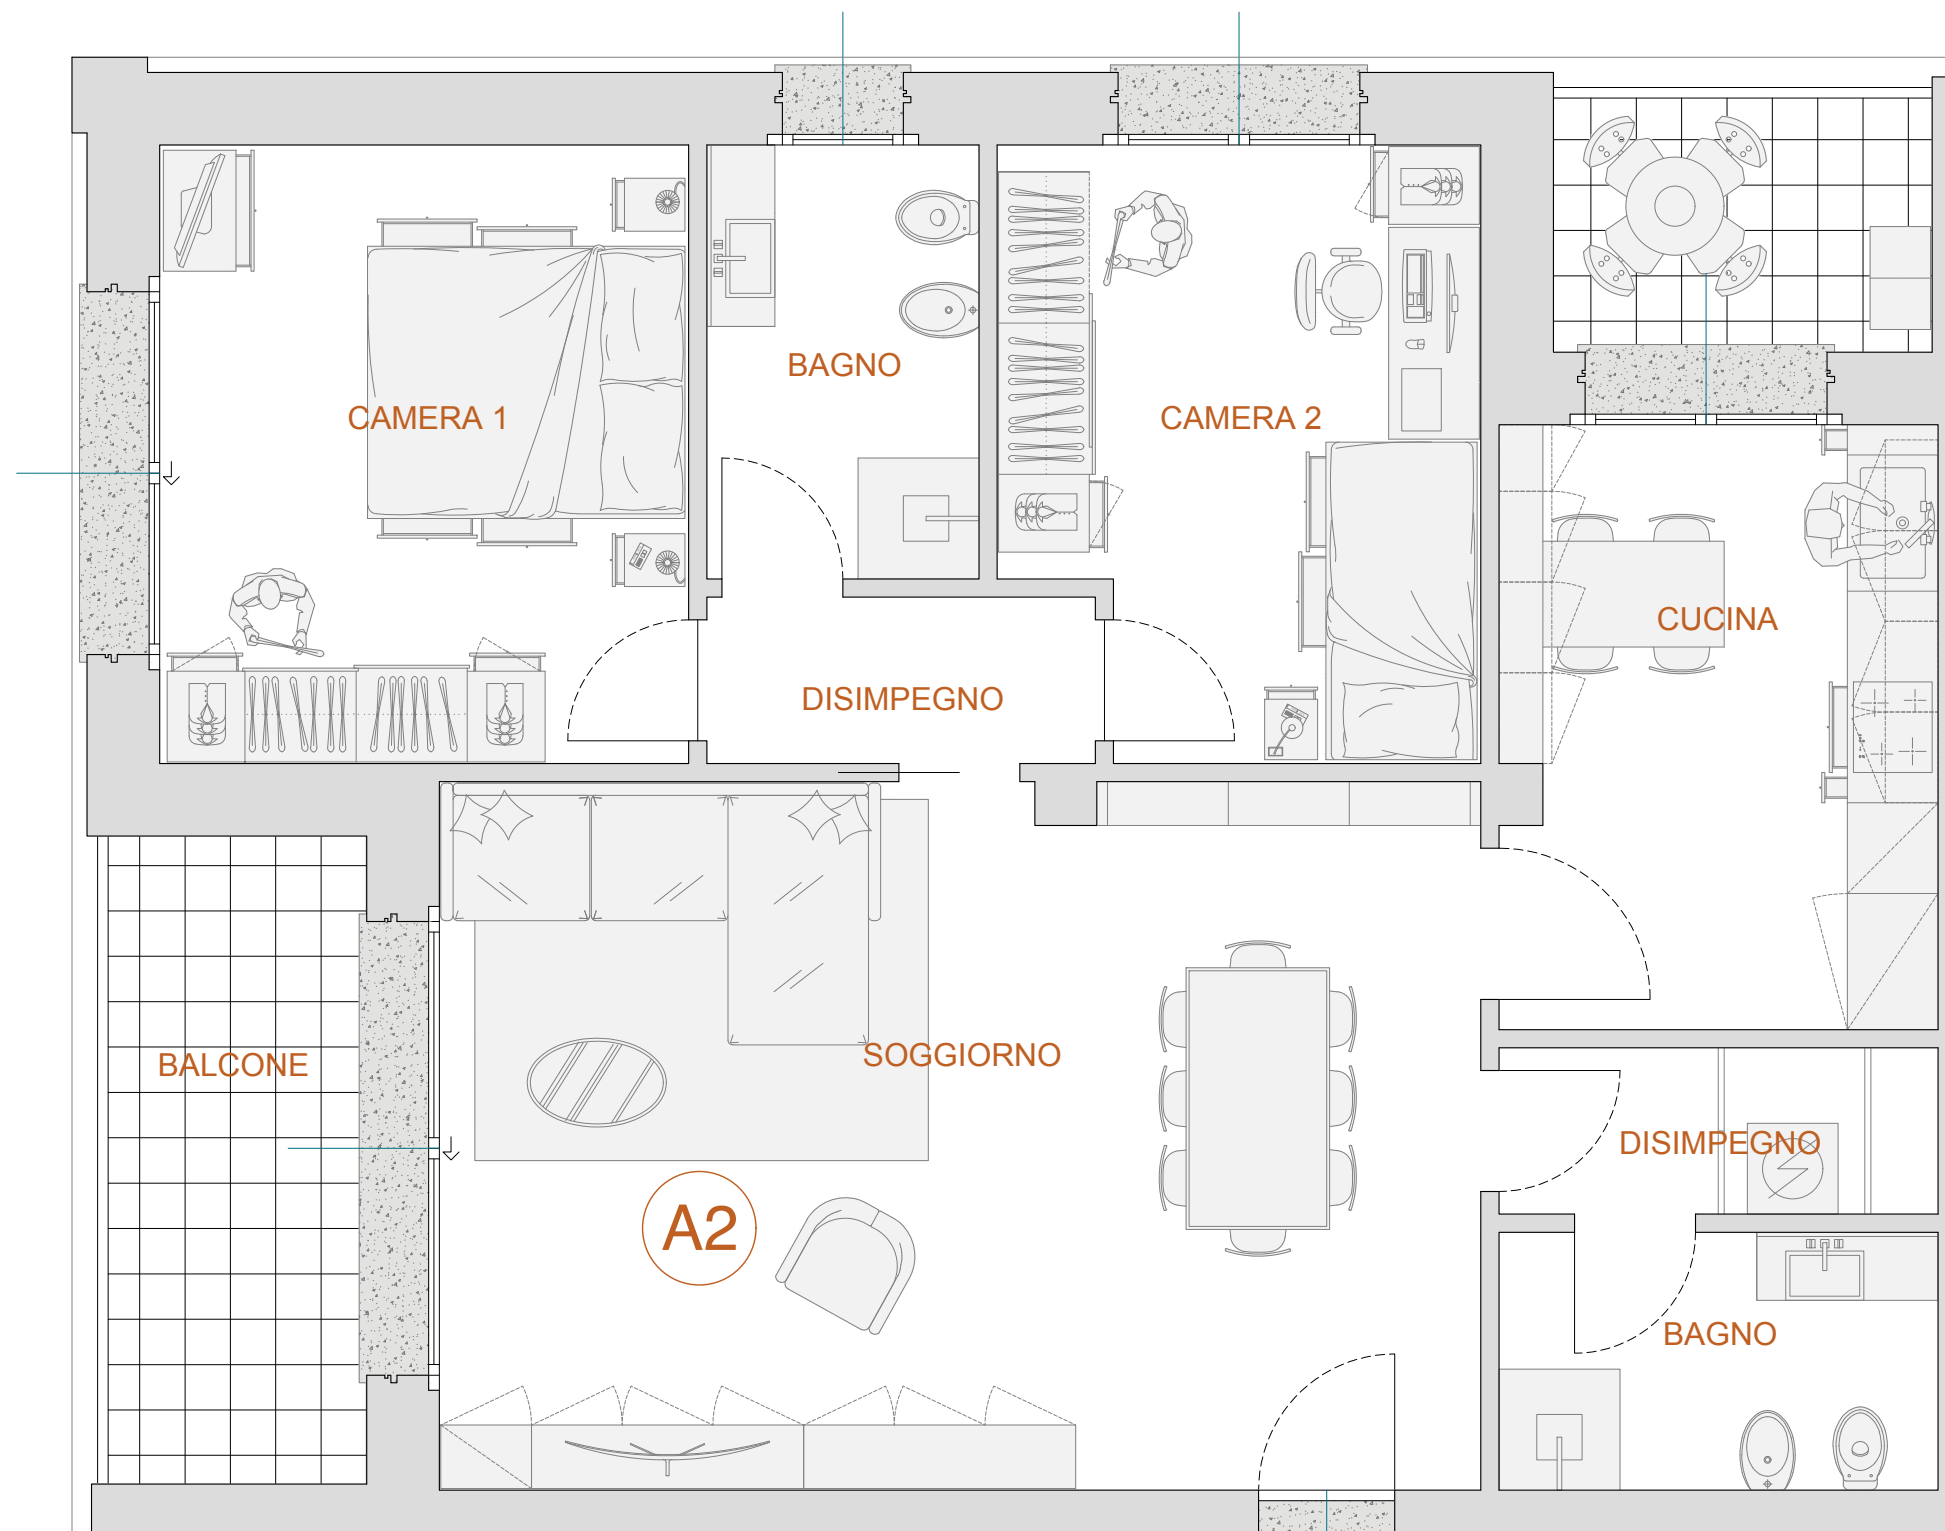 BAGNO
CAMERA 1
CAMERA 2
CUCINA
DISIMPEGNO
BALCONE
SOGGIORNO
DISIMPEGNO
A2
BAGNO